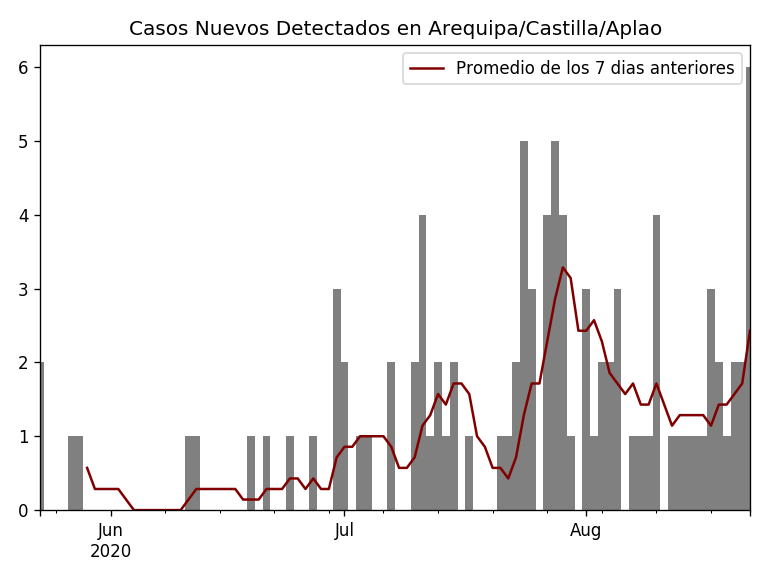 Casos Nuevos Detectados en Arequipa/Castilla/Aplao
Promedio de los 7 dias anteriores
6
5
4
3
2
1
0
Jun
2020
Jul
Aug